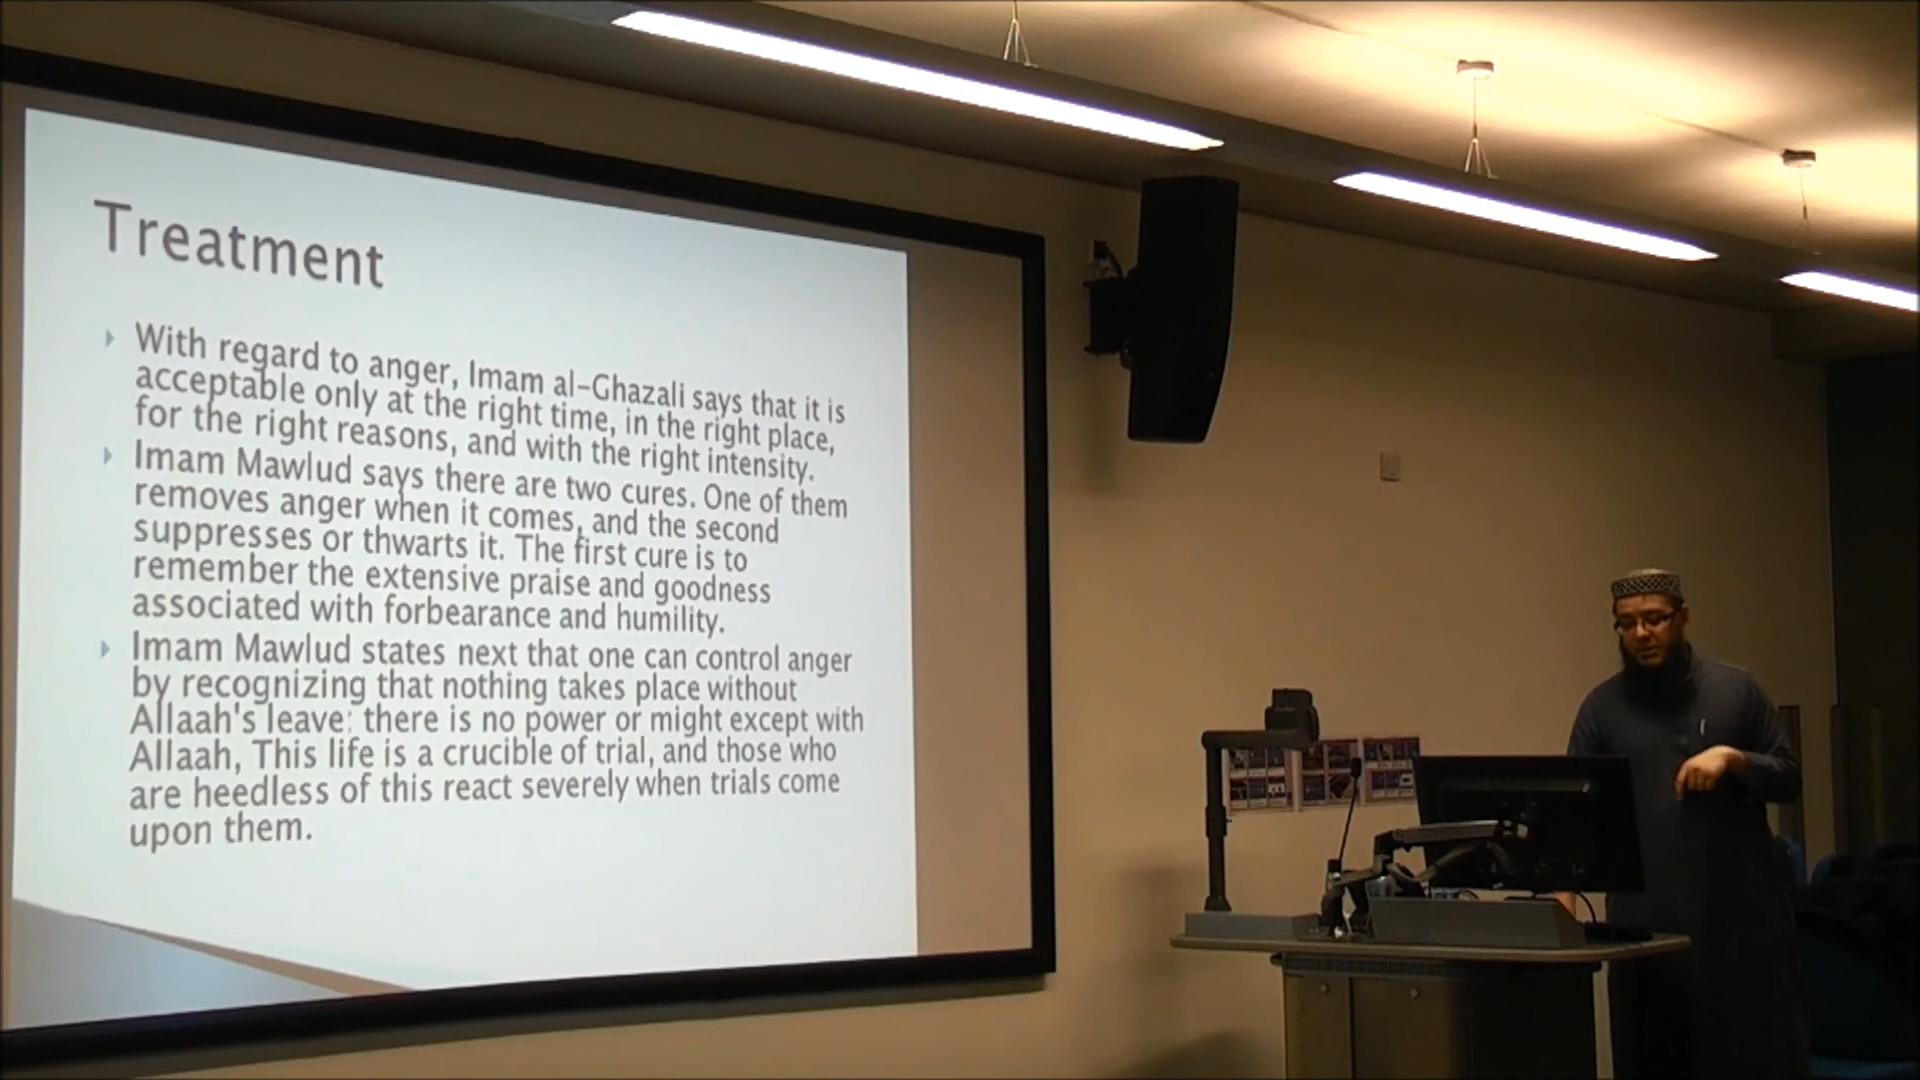 Treatment
With regard to anger, Imam al-Ghazali says that it is
acceptable only at the right time, in the right place,
for the right reasons, and with the right intensity.
Imam Mawlud says there are two cures. One of them
removes anger when it comes, and the second
suppresses or thwarts it. The first cure is to
remember the extensive praise and goodness
associated with forbearance and humility.
Imam Mawlud states next that one can control anger
by recognizing that nothing takes place without
Allaah's leave: there is no power or might except with
Allaah, This life is a crucible of trial, and those who
are heedless of this react severely when trials come
upon them.